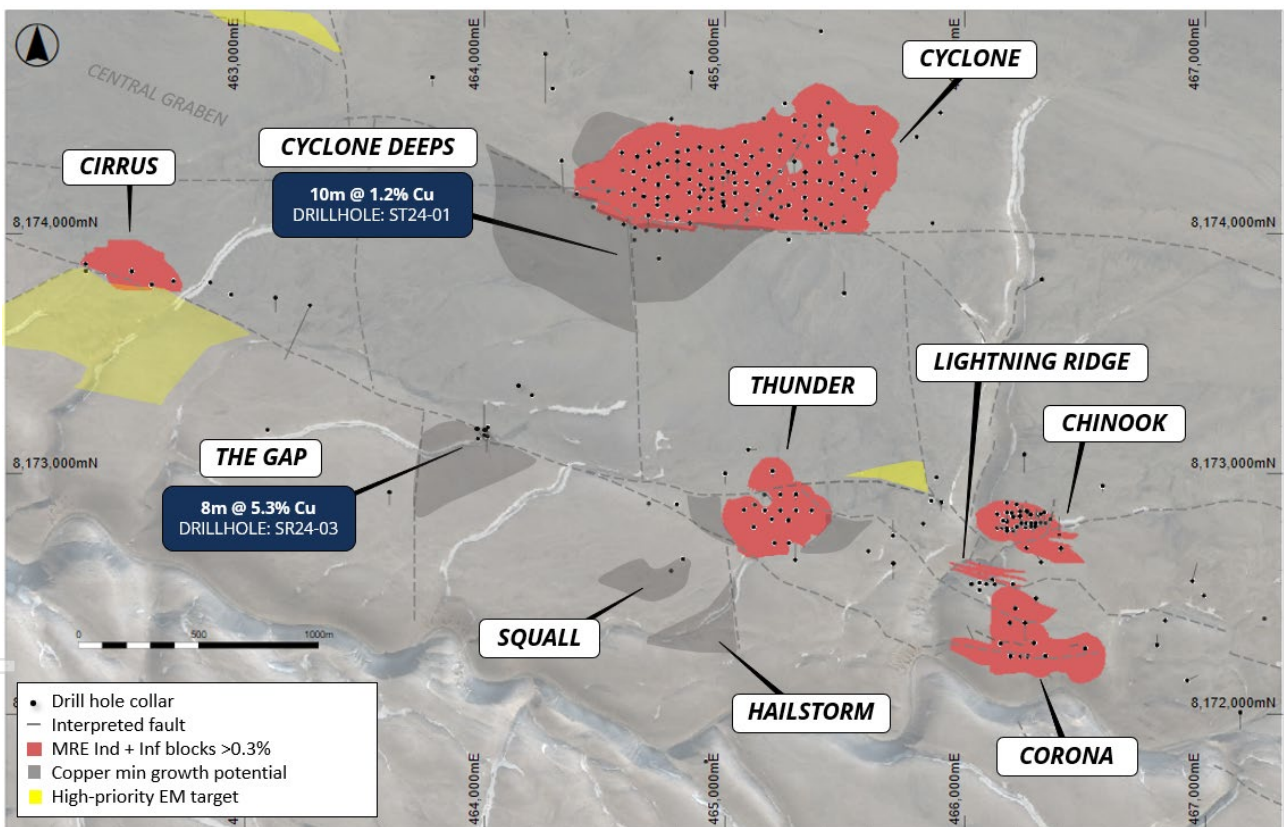 463,000mE
464,000mE
465,000mE
467,000mE
CENTRAL GRABEN
CYCLONE
CYCLONE DEEPS
10m @ 1.2% Cu
DRILLHOLE: ST24-01
CIRRUS
8,174,000mN
8,174,000mN
LIGHTNING RIDGE
THUNDER
CHINOOK
THE GAP
8m @ 5.3% Cu
DRILLHOLE: SR24-03
8,173,000mN
8,173,000mN
SQUALL
HAILSTORM
CORONA
8,172,000mN
0
500
1000m
Drill hole collar
Interpreted fault
MRE Ind + Inf blocks >0.3%
Copper min growth potential
High-priority EM target
464,000mE
465,000mE
466,000mE
467,000mE